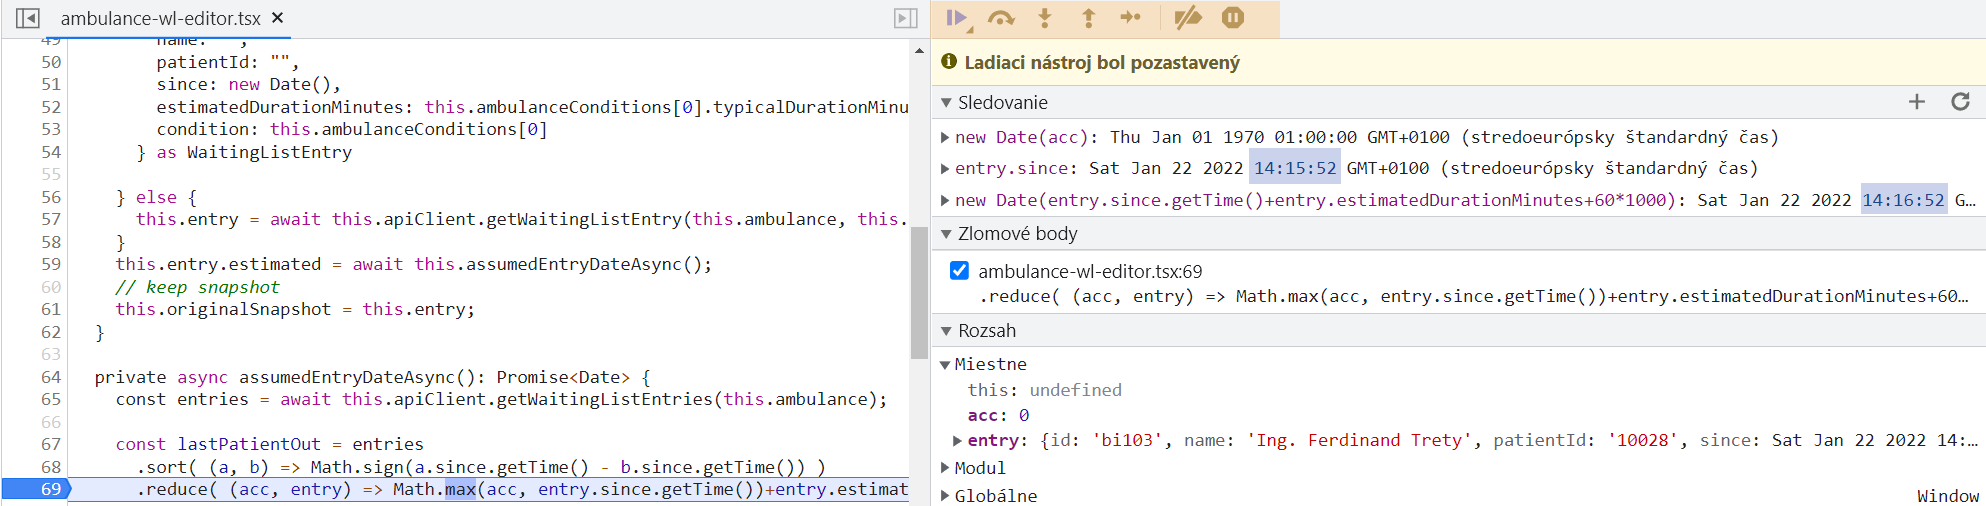 ambulance-wl-editor.tsx ×
49 name: "",
50 patientId: "",
51 since: new Date(),
52 estimatedDurationMinutes: this.ambulanceConditions[0].typicalDurationMinu
53 condition: this.ambulanceConditions[0]
54 } as WaitingListEntry
55
56 } else {
57 this.entry = await this.apiClient.getWaitingListEntry(this.ambulance, this.
58 }
59 this.entry.estimated = await this.assumedEntryDateAsync();
60 // keep snapshot
61 this.originalSnapshot = this.entry;
62 }
63
64 private async assumedEntryDateAsync(): Promise<Date> {
65 const entries = await this.apiClient.getWaitingListEntries(this.ambulance);
66
67 const lastPatientOut = entries
68 .sort( (a, b) => Math.sign(a.since.getTime() - b.since.getTime()) )
69 .reduce( (acc, entry) => Math.max(acc, entry.since.getTime())+entry.estimat
Ladiaci nástroj bol pozastavený
Sledovanie
new Date(acc): Thu Jan 01 1970 01:00:00 GMT+0100 (stredoeurópsky štandardný čas)
entry.since: Sat Jan 22 2022 14:15:52 GMT+0100 (stredoeurópsky štandardný čas)
new Date(entry.since.getTime()+entry.estimatedDurationMinutes+60*1000): Sat Jan 22 2022 14:16:52 G…
Zlomové body
ambulance-wl-editor.tsx:69
.reduce( (acc, entry) => Math.max(acc, entry.since.getTime())+entry.estimatedDurationMinutes+60…
Rozsah
Miestne
this: undefined
acc: 0
entry: {id: 'bi103', name: 'Ing. Ferdinand Trety', patientId: '10028', since: Sat Jan 22 2022 14:…
Modul
Globálne Window